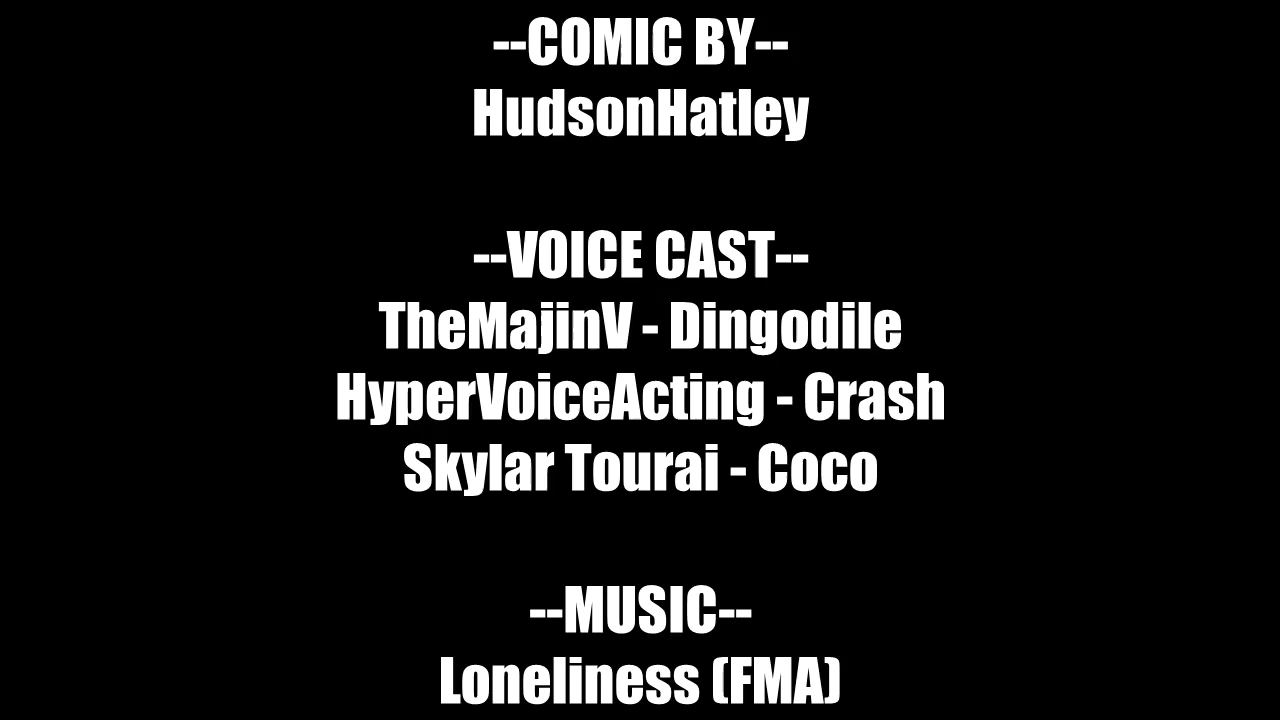 --COMIC BY--
HudsonHatley
--VOICE CAST--
TheMajinV - Dingodile
HyperVoiceActing - Crash
Skylar Tourai - Coco
--MUSIC--
Loneliness (FMA)